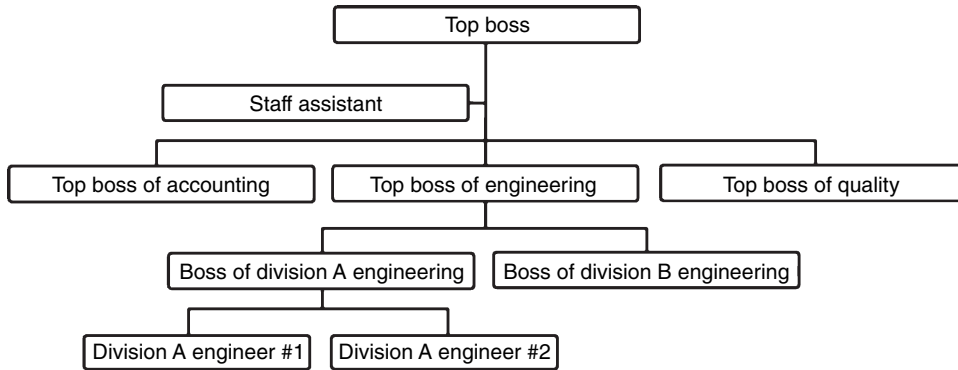 Top boss
Staff assistant
Top boss of accounting
Top boss of engineering
Top boss of quality
Boss of division A engineering
Boss of division B engineering
Division A engineer #1
Division A engineer #2